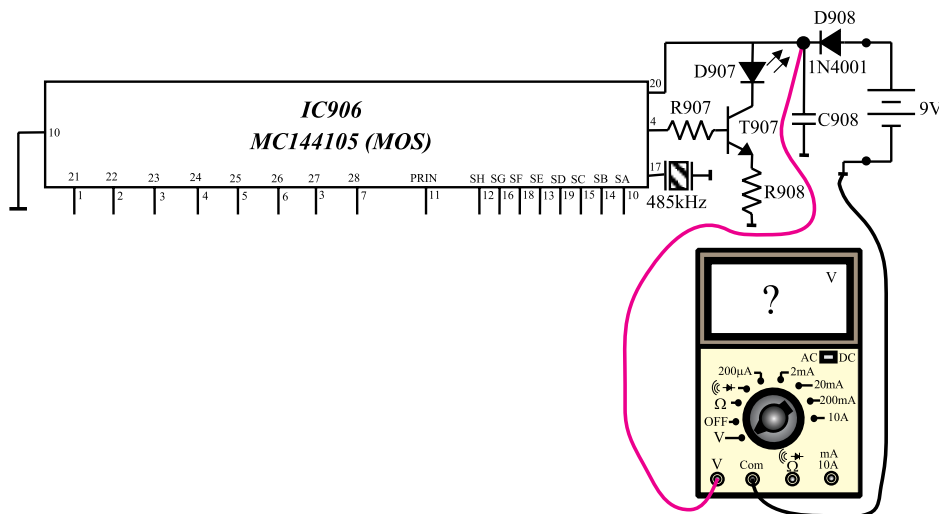 D908
1N4001
20
D907
IC906
MC144105 (MOS)
R907
4
T907
C908
9V
10
17
R908
485kHz
21 22 23 24 25 26 27 28 PRIN SH SG SF SE SD SC SB SA
1 2 3 4 5 6 3 7 11 12 16 18 13 19 15 14 10
V
?
AC DC
200µA 2mA
20mA
Ω 200mA
OFF 10A
V
V Com Ω mA
10A